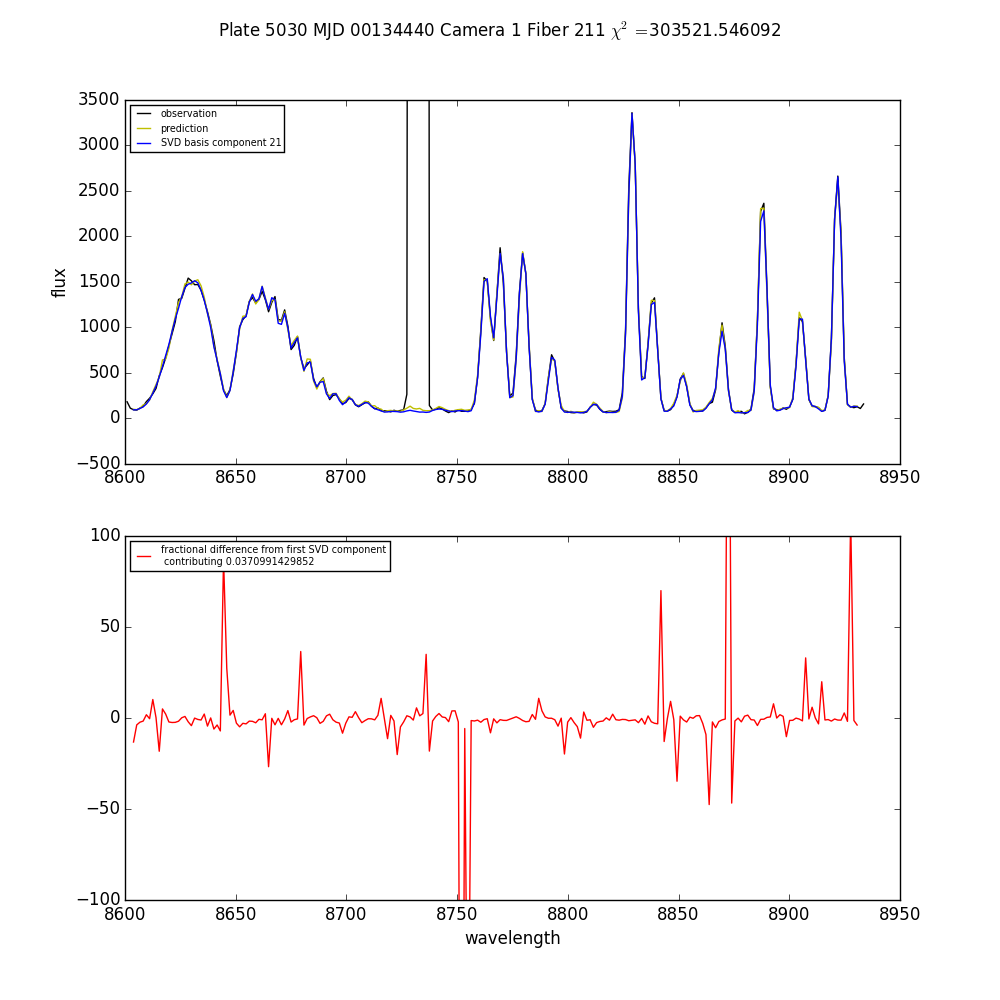 Plate 5030 MJD 00134440 Camera 1 Fiber 211 χ² =303521.546092
3500
3000
2500
2000
1500
1000
500
0
−500
flux
observation
prediction
SVD basis component 21
8600 8650 8700 8750 8800 8850 8900 8950
100
50
0
−50
−100
fractional difference from first SVD component
contributing 0.0370991429852
8600 8650 8700 8750 8800 8850 8900 8950
wavelength